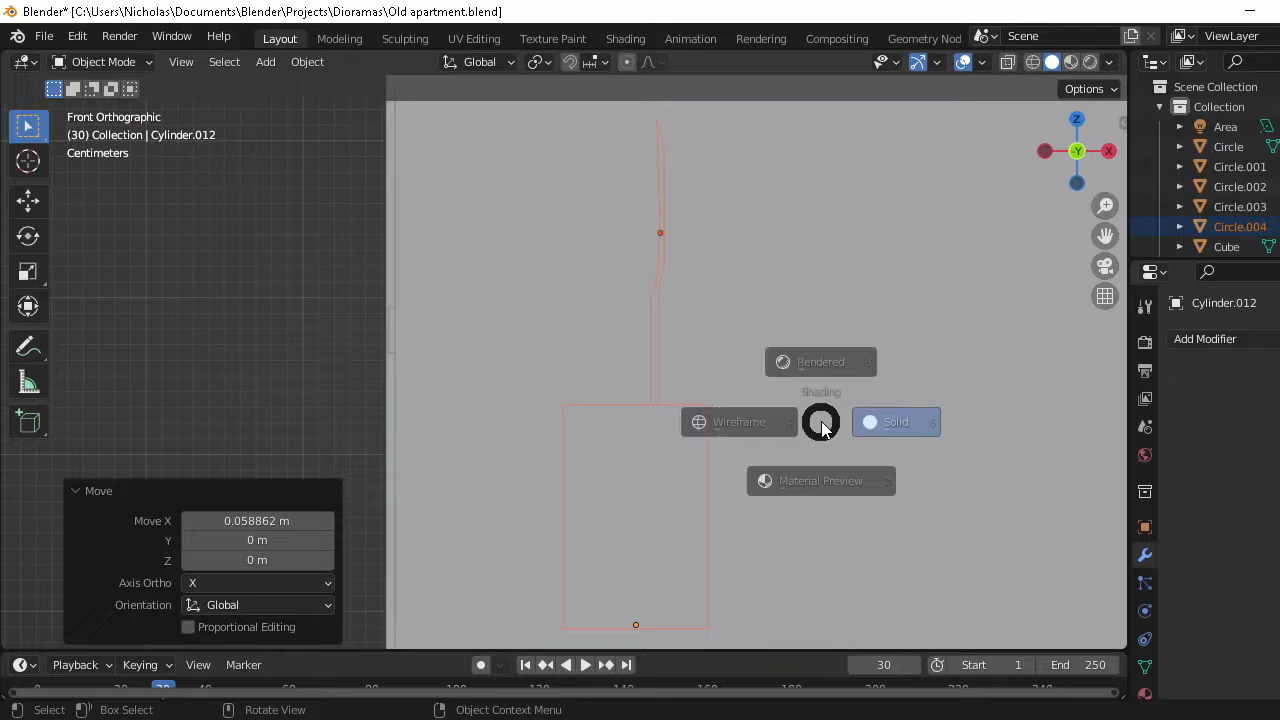 Blender* [C:\Users\Nicholas\Documents\Blender\Projects\Dioramas\Old apartment.blend]
File Edit Render Window Help Layout Modeling Sculpting UV Editing Texture Paint Shading Animation Rendering Compositing Geometry Nod Scene ViewLayer
Object Mode View Select Add Object Global
Options
Front Orthographic
(30) Collection | Cylinder.012
Centimeters
Z
-Y X
Scene Collection
Collection
Area
Circle
Circle.001
Circle.002
Circle.003
Circle.004
Cube
Cylinder.012
Add Modifier
Rendered
Shading
Wireframe 4 Solid
Material Preview
Move
Move X 0.058862 m
Y 0 m
Z 0 m
Axis Ortho X
Orientation Global
Proportional Editing
Playback Keying View Marker 30 Start 1 End 250
Select Box Select Rotate View Object Context Menu